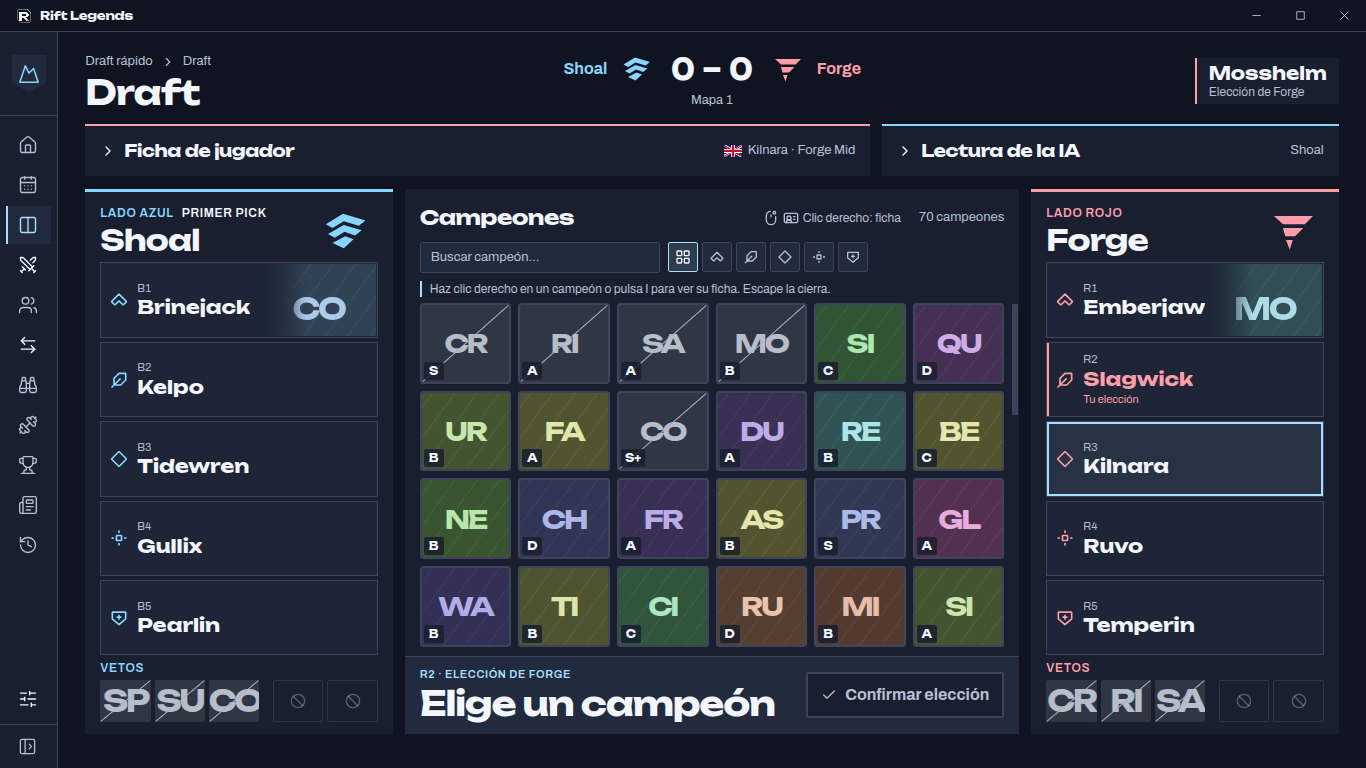 Rift Legends
Draft rápido > Draft
Draft
Shoal 0 – 0 Forge
Mapa 1
Mosshelm
Elección de Forge
Ficha de jugador
Kilnara · Forge Mid
Lectura de la IA
Shoal
LADO AZUL PRIMER PICK
Shoal
B1
Brinejack
CO
B2
Kelpo
B3
Tidewren
B4
Gullix
B5
Pearlin
VETOS
SP SU CO
Campeones
Clic derecho: ficha
70 campeones
Buscar campeón...
Haz clic derecho en un campeón o pulsa I para ver su ficha. Escape la cierra.
CR RI SA MO SI QU
S A A B C D
UR FA CO DU RE BE
B A S+ A B C
NE CH FR AS PR GL
B D A B S A
WA TI CI RU MI SI
B B C D B A
R2 · ELECCIÓN DE FORGE
Elige un campeón
Confirmar elección
LADO ROJO
Forge
R1
Emberjaw
MO
R2
Slagwick
Tu elección
R3
Kilnara
R4
Ruvo
R5
Temperin
VETOS
CR RI SA